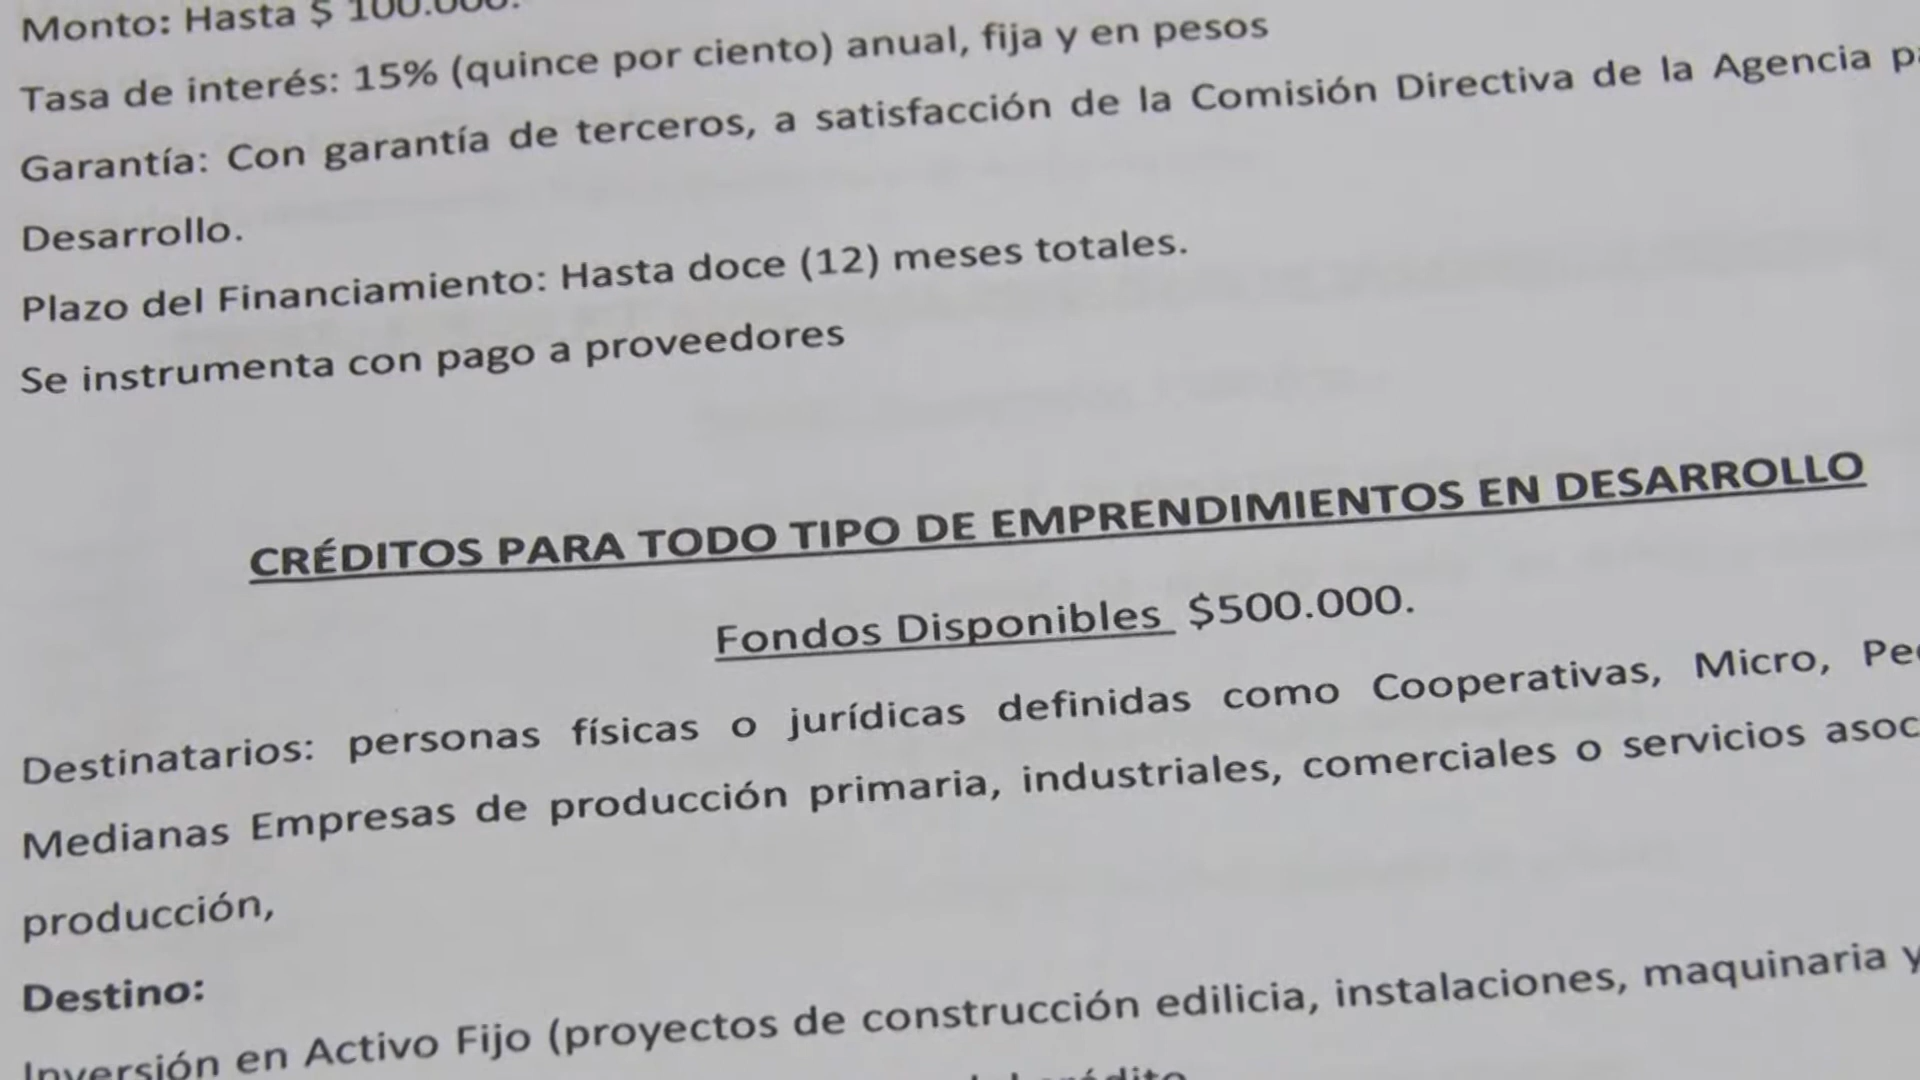 Monto: Hasta $ 100.000.
Tasa de interés: 15% (quince por ciento) anual, fija y en pesos
Garantía: Con garantía de terceros, a satisfacción de la Comisión Directiva de la Agencia
Desarrollo.
Plazo del Financiamiento: Hasta doce (12) meses totales.
Se instrumenta con pago a proveedores
CRÉDITOS PARA TODO TIPO DE EMPRENDIMIENTOS EN DESARROLLO
Fondos Disponibles $500.000.
Destinatarios: personas físicas o jurídicas definidas como Cooperativas, Micro,
Medianas Empresas de producción primaria, industriales, comerciales o servicios
producción,
Destino:
Inversión en Activo Fijo (proyectos de construcción edilicia, instalaciones, maquinaria y